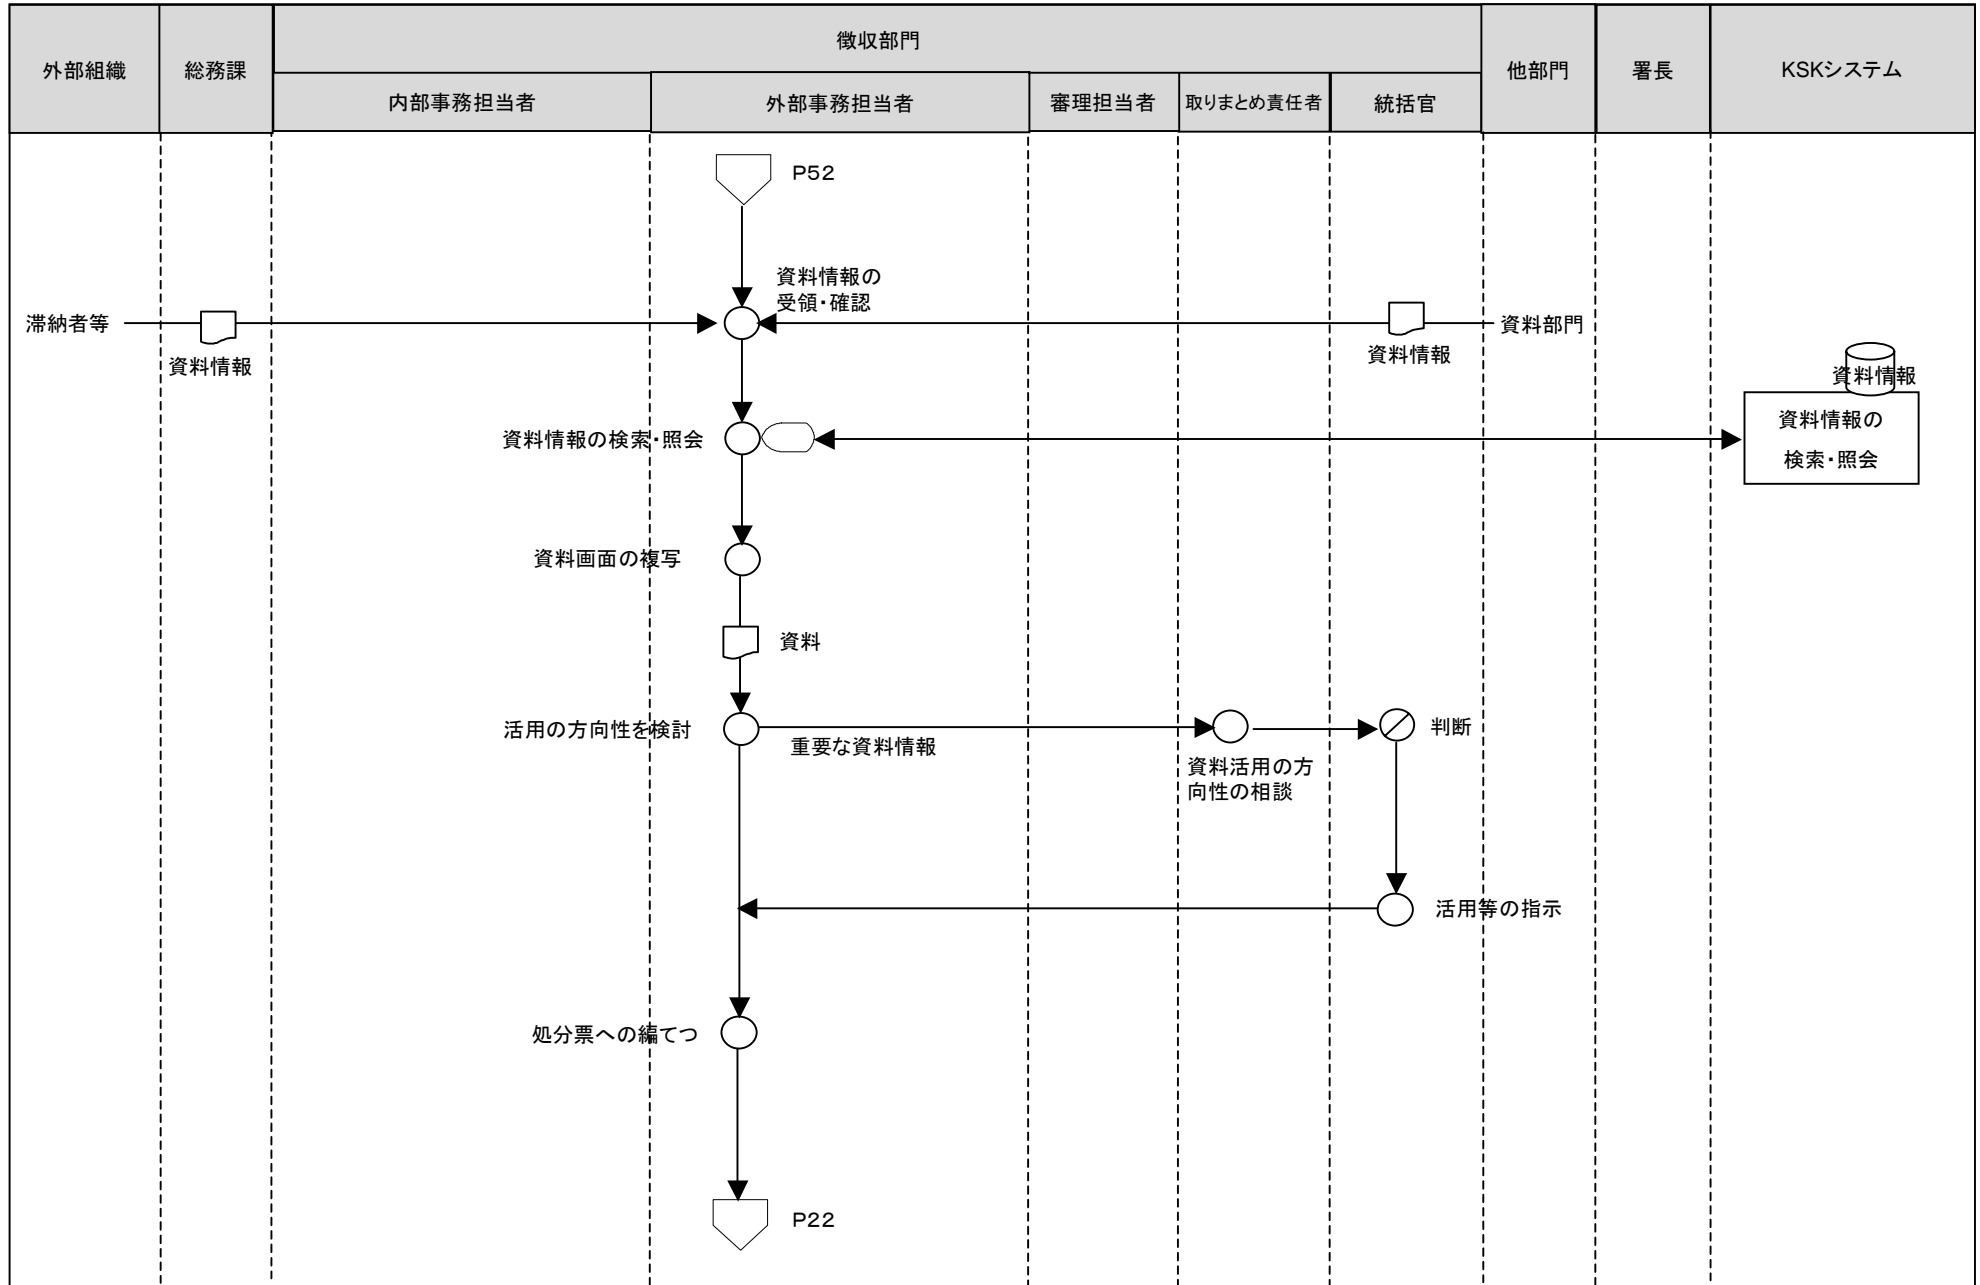 外部組織
総務課
徴収部門
他部門
署長
KSKシステム
内部事務担当者
外部事務担当者
審理担当者
取りまとめ責任者
統括官
P52
資料情報の
受領・確認
滞納者等
資料部門
資料情報
資料情報
資料情報
資料情報の
検索・照会
資料情報の検索・照会
資料画面の複写
資料
活用の方向性を検討
重要な資料情報
判断
資料活用の方
向性の相談
活用等の指示
処分票への編てつ
P22